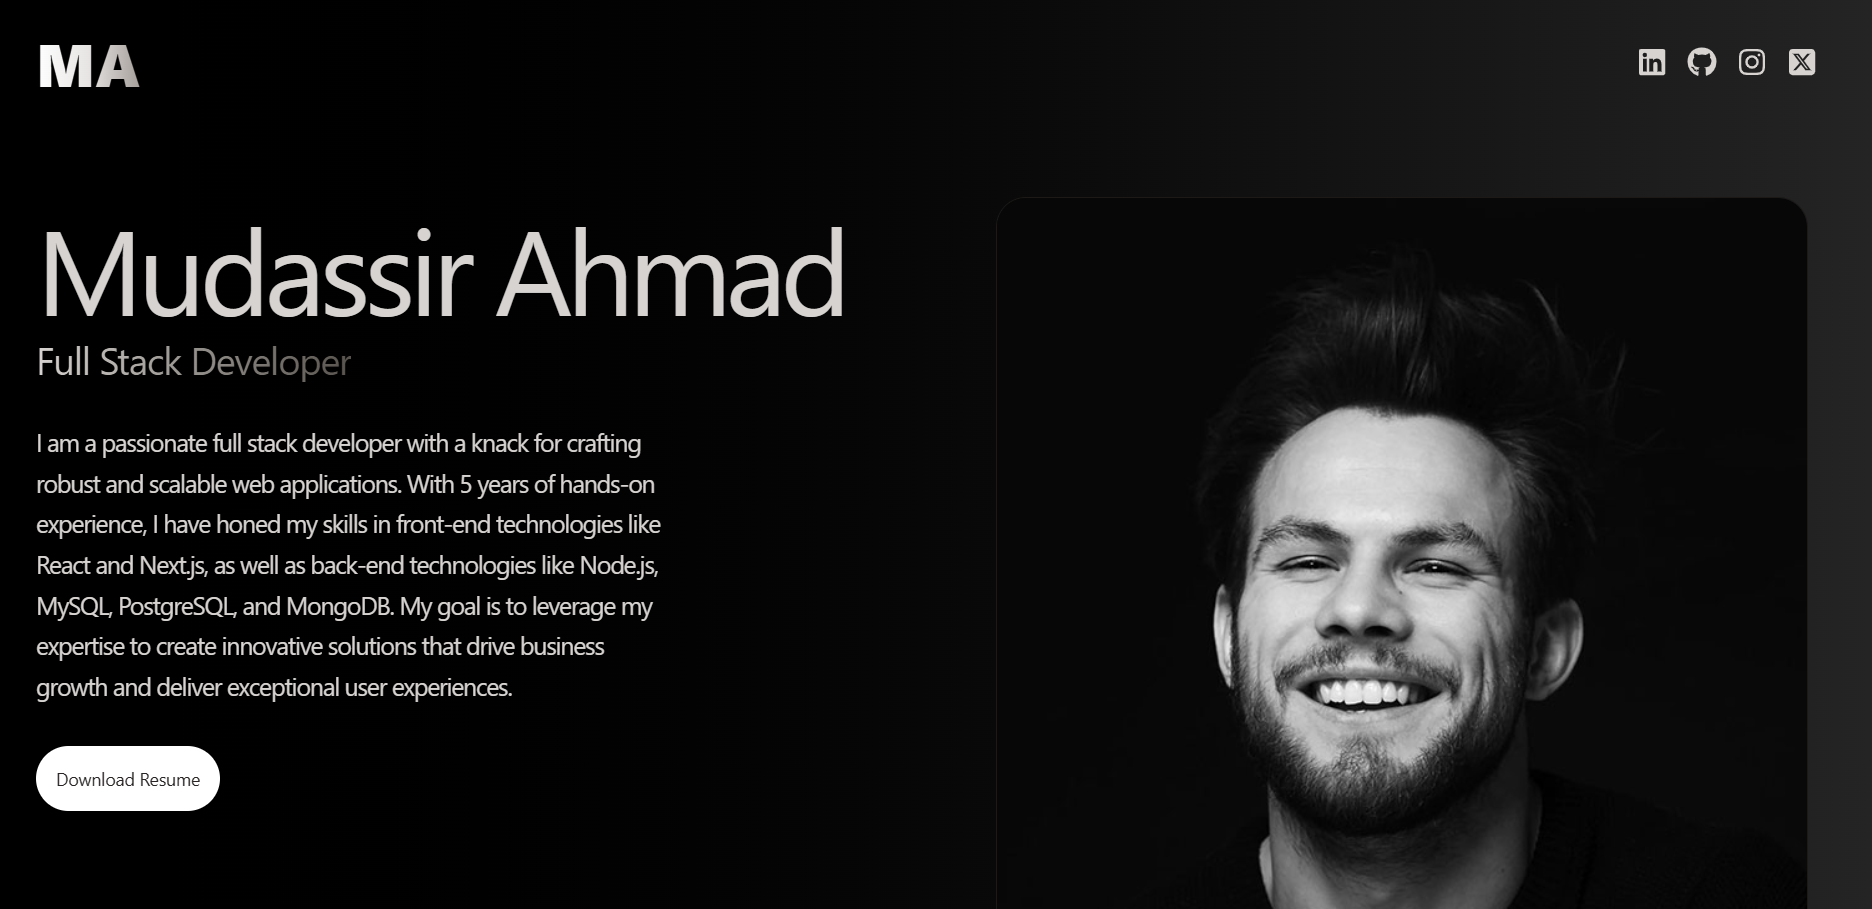 MA
Mudassir Ahmad
Full Stack Developer
I am a passionate full stack developer with a knack for crafting
robust and scalable web applications. With 5 years of hands-on
experience, I have honed my skills in front-end technologies like
React and Next.js, as well as back-end technologies like Node.js,
MySQL, PostgreSQL, and MongoDB. My goal is to leverage my
expertise to create innovative solutions that drive business
growth and deliver exceptional user experiences.
Download Resume